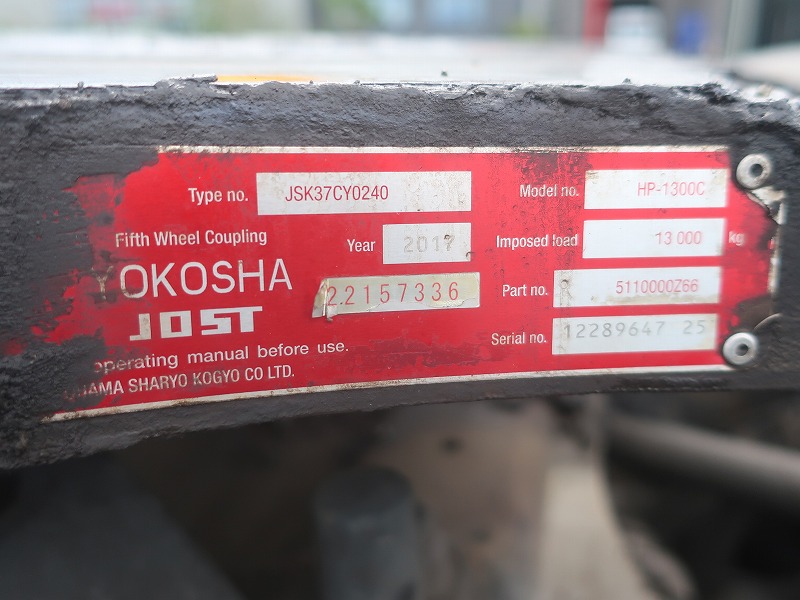 Type no. JSK37CY0240 Model no. HP-1300C
Fifth Wheel Coupling Year 2017 Imposed load 13 000 kg
YOKOSHA 2.2157336 Part no. 5110000Z66
JOST Serial no. 12289647 25
operating manual before use.
HAMA SHARYO KOGYO CO LTD.